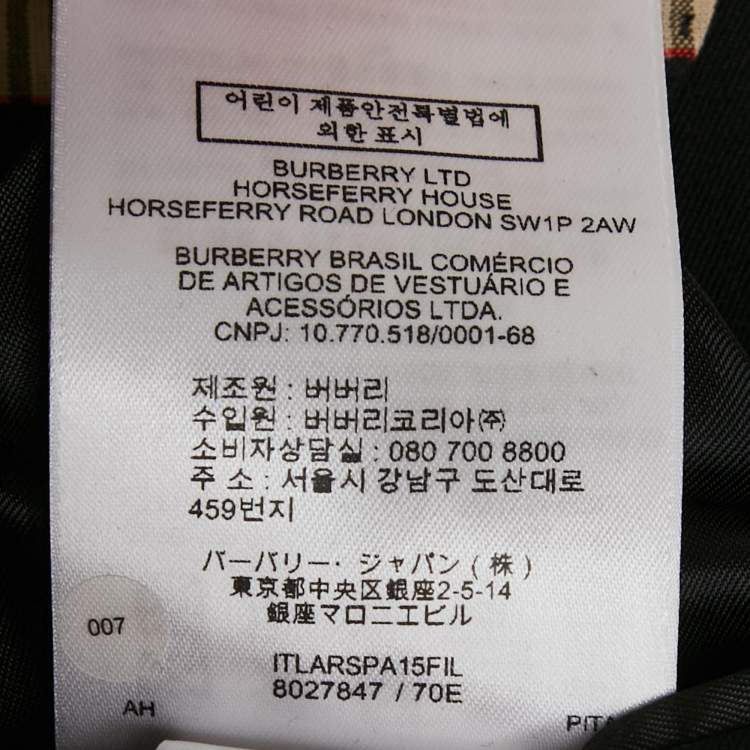 어린이 제품안전특별법에
의한 표시
BURBERRY LTD
HORSEFERRY HOUSE
HORSEFERRY ROAD LONDON SW1P 2AW
BURBERRY BRASIL COMÉRCIO
DE ARTIGOS DE VESTUÁRIO E
ACESSÓRIOS LTDA.
CNPJ: 10.770.518/0001-68
제조원 : 버버리
수입원 : 버버리코리아㈜
소비자상담실 : 080 700 8800
주 소 : 서울시 강남구 도산대로
459번지
バーバリー・ジャパン ( 株 )
東京都中央区銀座2-5-14
銀座マロニエビル
007
ITLARSPA15FIL
8027847 / 70E
AH